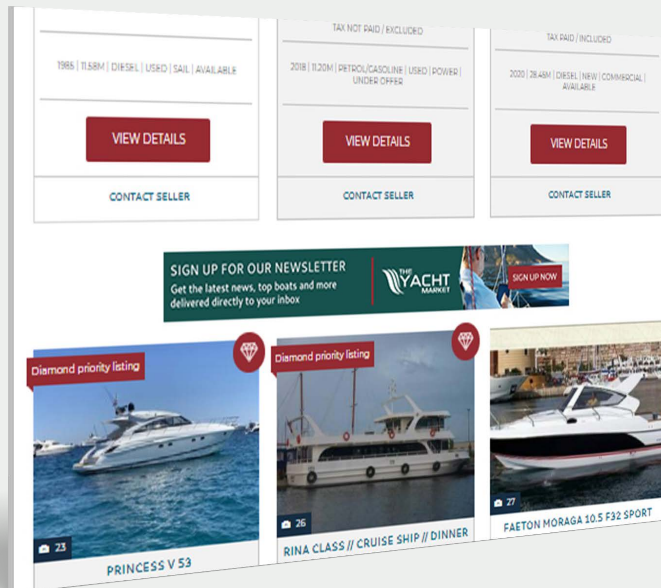 TAX NOT PAID / EXCLUDED
TAX PAID / INCLUDED
1986 | 11.58M | DIESEL | USED | SAIL | AVAILABLE
2018 | 11.20M | PETROL/GASOLINE | USED | POWER |
UNDER OFFER
2020 | 28.48M | DIESEL | NEW | COMMERCIAL |
AVAILABLE
VIEW DETAILS
VIEW DETAILS
VIEW DETAILS
CONTACT SELLER
CONTACT SELLER
CONTACT SELLER
SIGN UP FOR OUR NEWSLETTER
Get the latest news, top boats and more
delivered directly to your inbox
THE
YACHT
MARKET
SIGN UP NOW
Diamond priority listing
Diamond priority listing
23
26
27
PRINCESS V 53
RINA CLASS // CRUISE SHIP // DINNER
FAETON MORAGA 10.5 F32 SPORT